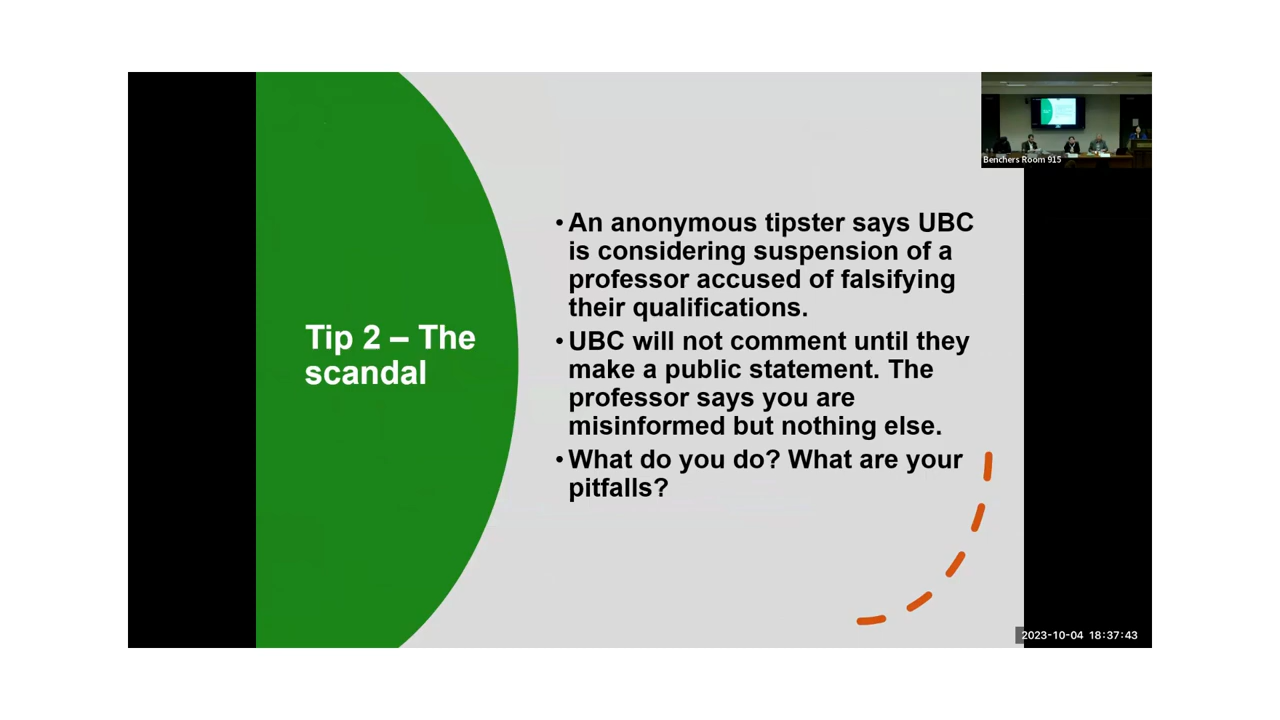 Benchers Room 915
Tip 2 – The
scandal
• An anonymous tipster says UBC
is considering suspension of a
professor accused of falsifying
their qualifications.
• UBC will not comment until they
make a public statement. The
professor says you are
misinformed but nothing else.
• What do you do? What are your
pitfalls?
2023-10-04 18:37:43